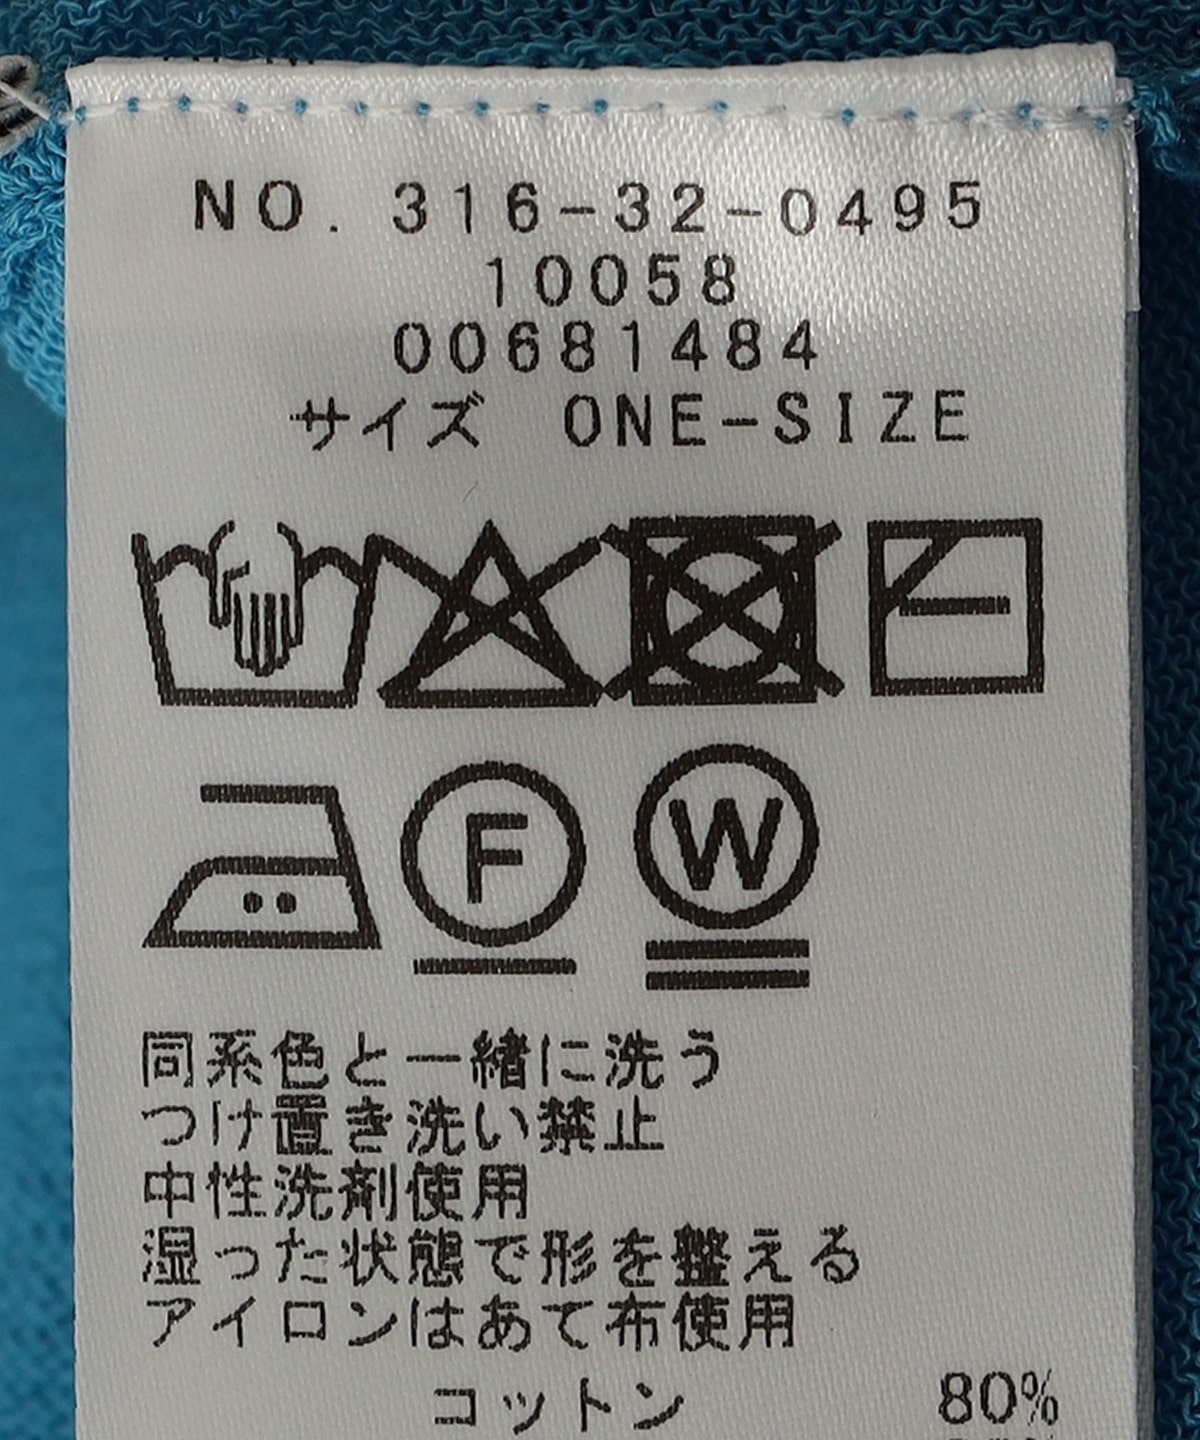 NO. 316-32-0495
10058
00681484
サイズ ONE-SIZE
F W
同系色と一緒に洗う
つけ置き洗い禁止
中性洗剤使用
湿った状態で形を整える
アイロンはあて布使用
コットン 80%